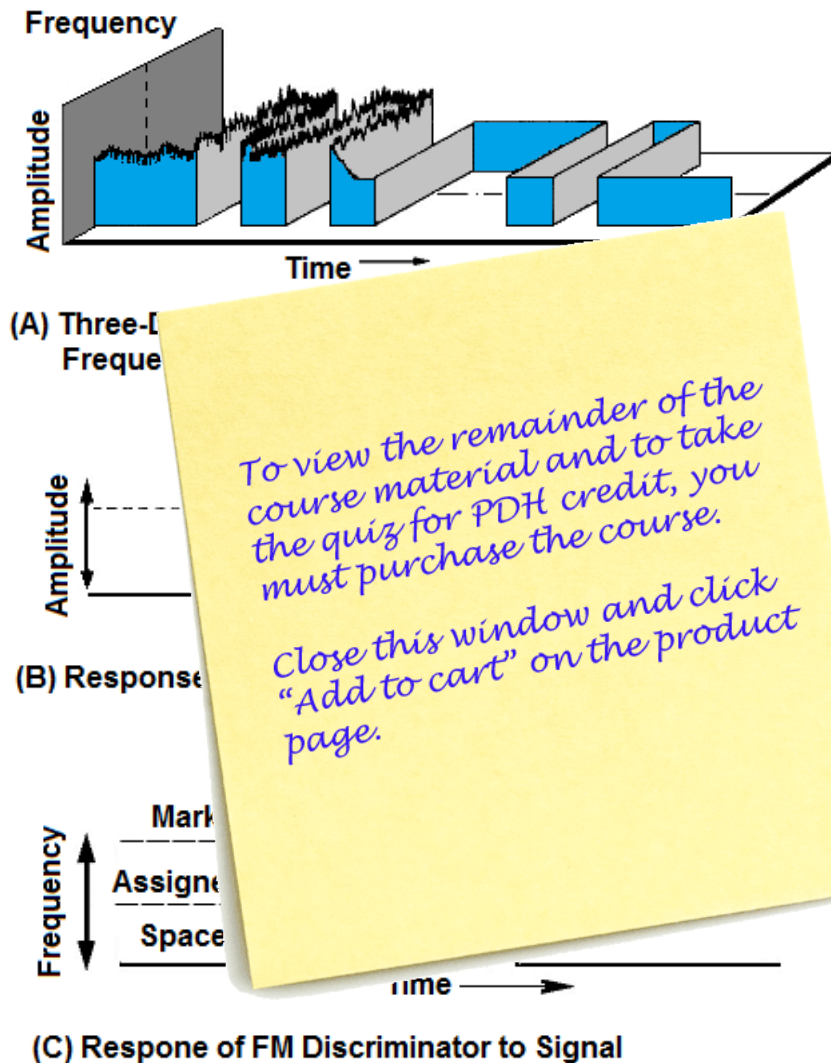 Frequency
Amplitude
Time
(A) Three-D
Freque
To view the remainder of the
course material and to take
the quiz for PDH credit, you
must purchase the course.
Close this window and click
“Add to cart” on the product
page.
Amplitude
(B) Response
Frequency
Mark
Assigne
Space
Time
(C) Respone of FM Discriminator to Signal